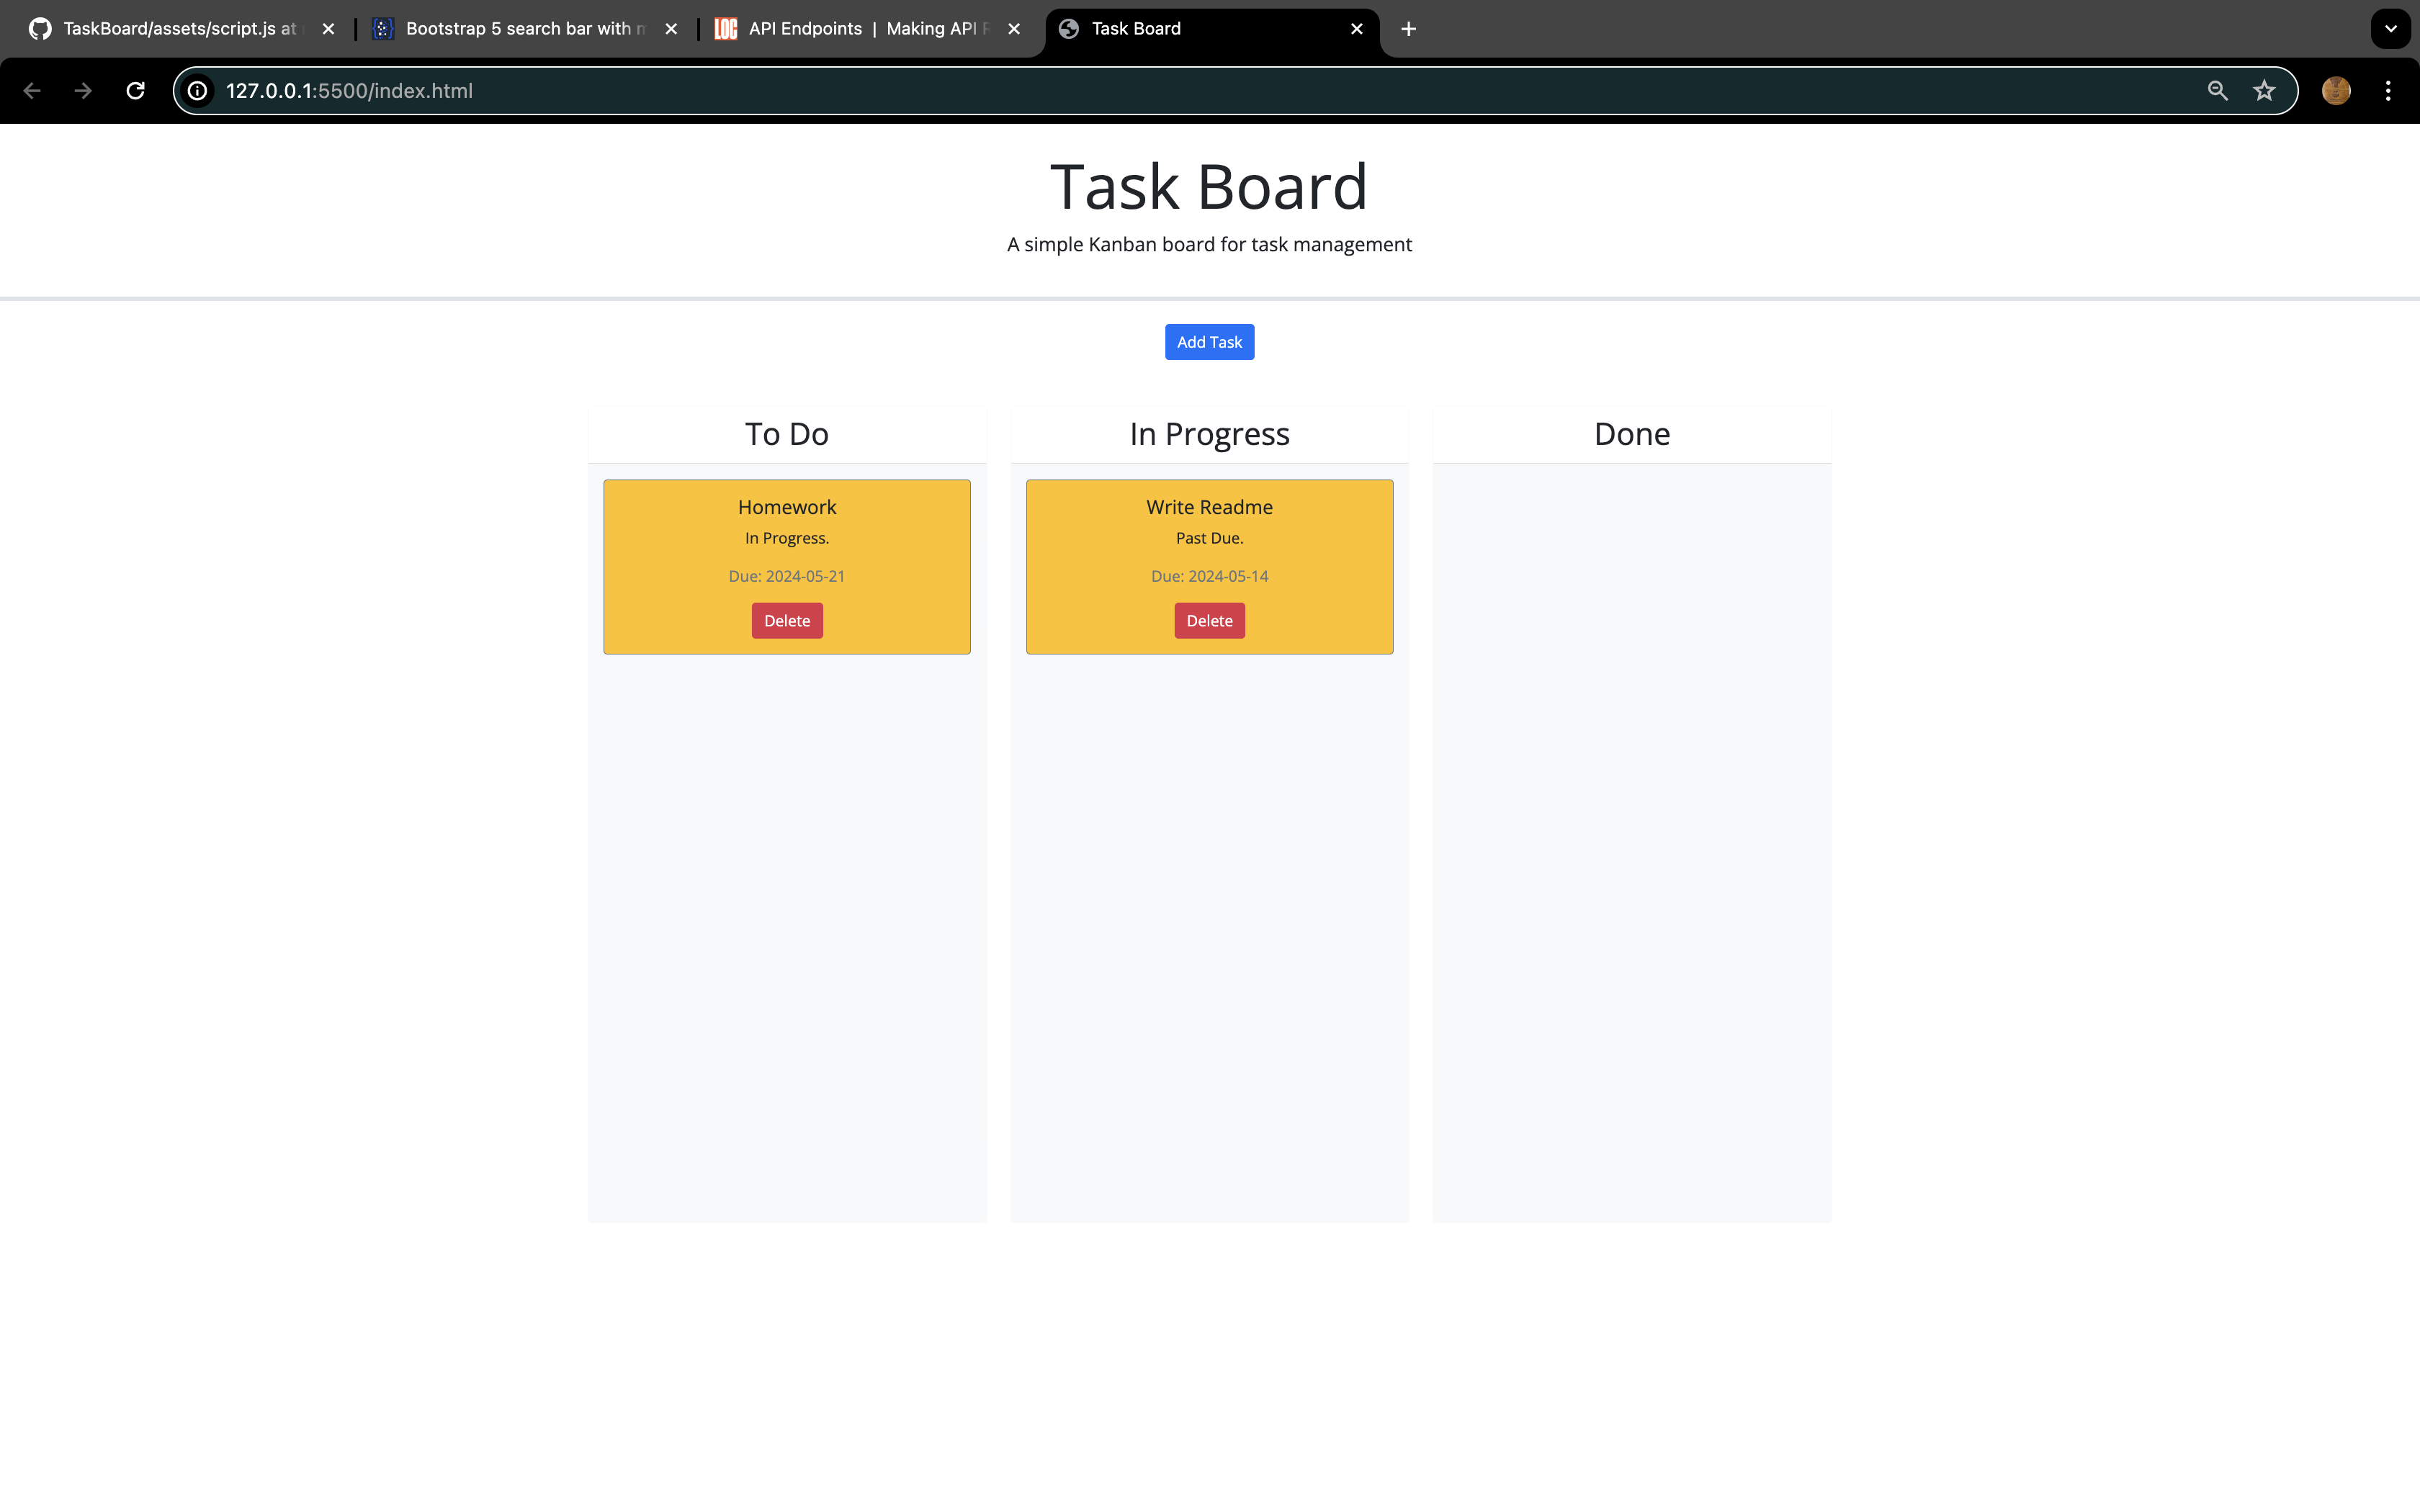 TaskBoard/assets/script.js at
Bootstrap 5 search bar with
LOC
API Endpoints | Making API
Task Board
127.0.0.1:5500/index.html
Task Board
A simple Kanban board for task management
Add Task
To Do
In Progress
Done
Homework
In Progress.
Due: 2024-05-21
Delete
Write Readme
Past Due.
Due: 2024-05-14
Delete